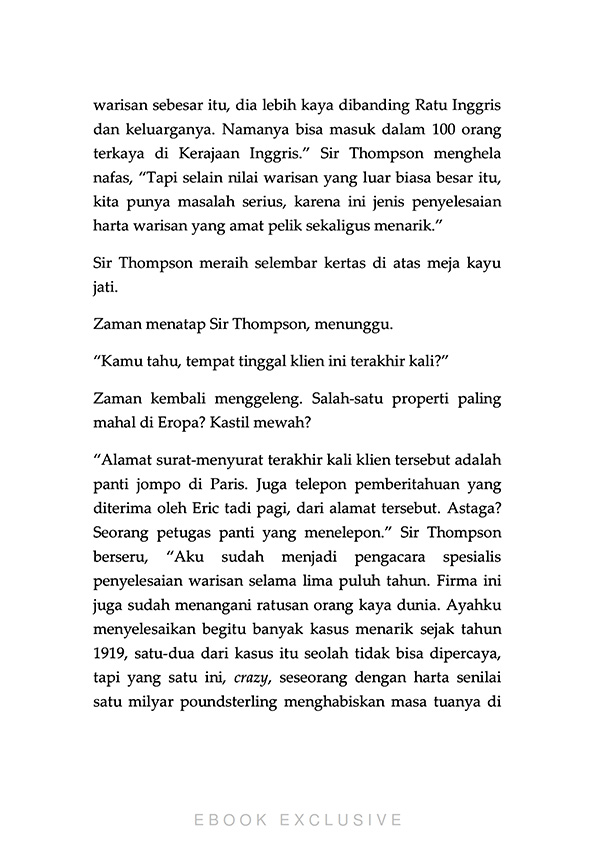 warisan sebesar itu, dia lebih kaya dibanding Ratu Inggris
dan keluarganya. Namanya bisa masuk dalam 100 orang
terkaya di Kerajaan Inggris.” Sir Thompson menghela
nafas, “Tapi selain nilai warisan yang luar biasa besar itu,
kita punya masalah serius, karena ini jenis penyelesaian
harta warisan yang amat pelik sekaligus menarik.”
Sir Thompson meraih selembar kertas di atas meja kayu
jati.
Zaman menatap Sir Thompson, menunggu.
“Kamu tahu, tempat tinggal klien ini terakhir kali?”
Zaman kembali menggeleng. Salah-satu properti paling
mahal di Eropa? Kastil mewah?
“Alamat surat-menyurat terakhir kali klien tersebut adalah
panti jompo di Paris. Juga telepon pemberitahuan yang
diterima oleh Eric tadi pagi, dari alamat tersebut. Astaga?
Seorang petugas panti yang menelepon.” Sir Thompson
berseru, “Aku sudah menjadi pengacara spesialis
penyelesaian warisan selama lima puluh tahun. Firma ini
juga sudah menangani ratusan orang kaya dunia. Ayahku
menyelesaikan begitu banyak kasus menarik sejak tahun
1919, satu-dua dari kasus itu seolah tidak bisa dipercaya,
tapi yang satu ini, crazy, seseorang dengan harta senilai
satu milyar poundsterling menghabiskan masa tuanya di
EBOOK EXCLUSIVE